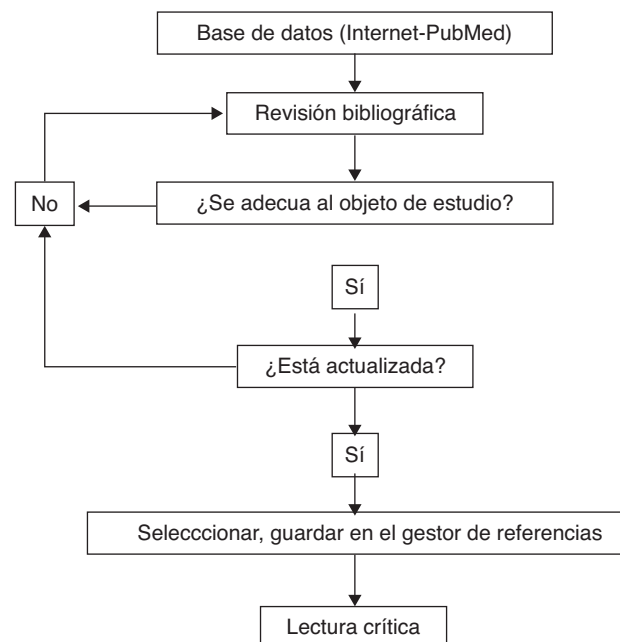 Base de datos (Internet-PubMed)
Revisión bibliográfica
No
¿Se adecua al objeto de estudio?
Sí
¿Está actualizada?
Sí
Selecccionar, guardar en el gestor de referencias
Lectura crítica